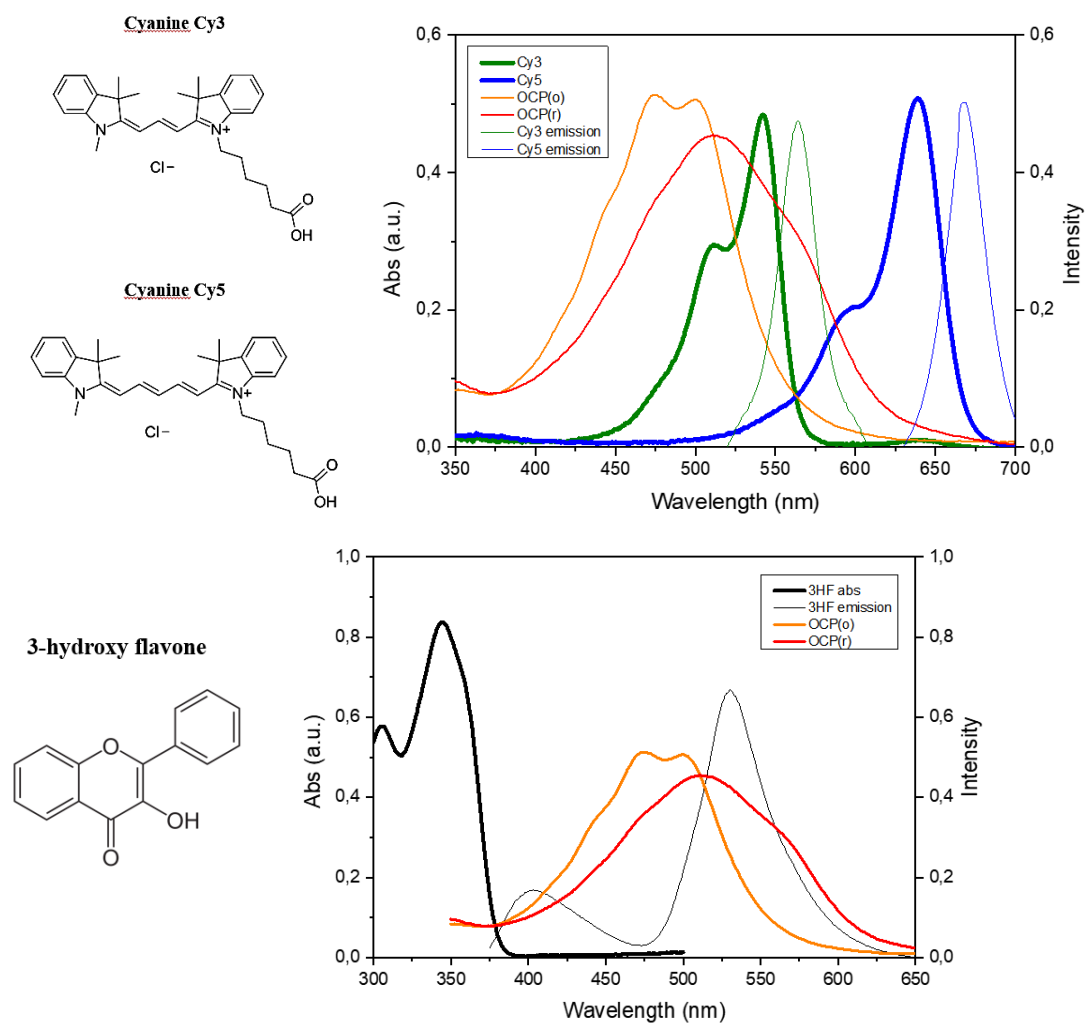 Cyanine Cy3
N
N+
Cl−
O
OH
Cyanine Cy5
N
N+
Cl−
O
OH
0,6
0,4
0,2
0,0
Abs (a.u.)
Cy3
Cy5
OCP(o)
OCP(r)
Cy3 emission
Cy5 emission
0,6
0,4
0,2
0,0
Intensity
350 400 450 500 550 600 650 700
Wavelength (nm)
3-hydroxy flavone
O
OH
O
1,0
0,8
0,6
0,4
0,2
0,0
Abs (a.u.)
3HF abs
3HF emission
OCP(o)
OCP(r)
1,0
0,8
0,6
0,4
0,2
0,0
Intensity
300 350 400 450 500 550 600 650
Wavelength (nm)